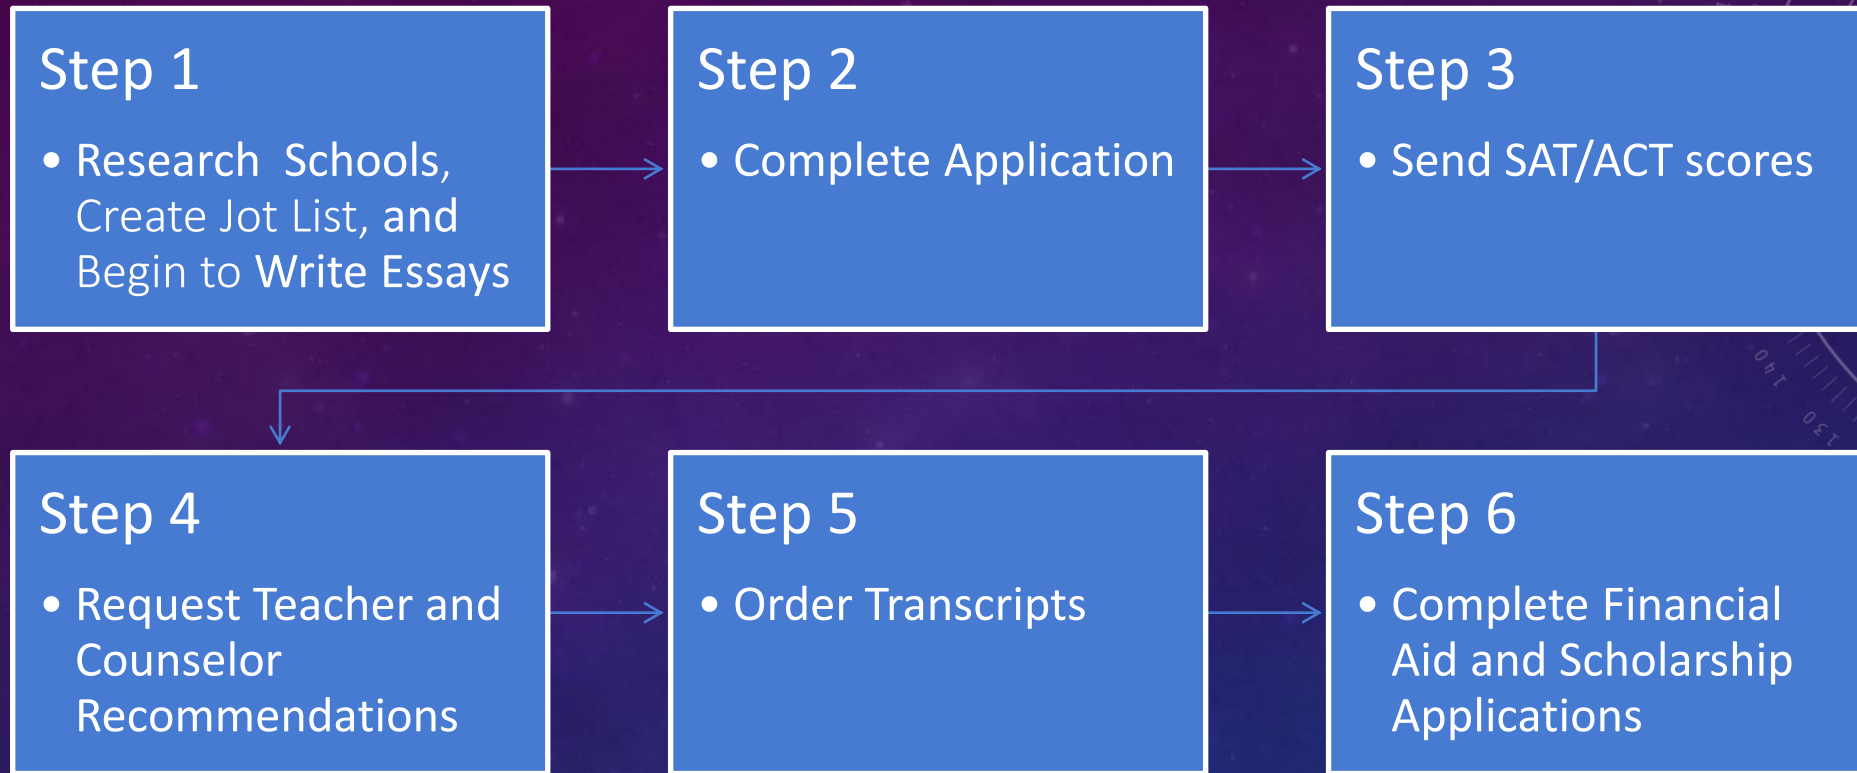 Step 1
• Research  Schools,
Create Jot List, and
Begin to Write Essays
Step 2
• Complete Application
Step 3
• Send SAT/ACT scores
140
130
Step 4
• Request Teacher and
Counselor
Recommendations
Step 5
• Order Transcripts
Step 6
• Complete Financial
Aid and Scholarship
Applications